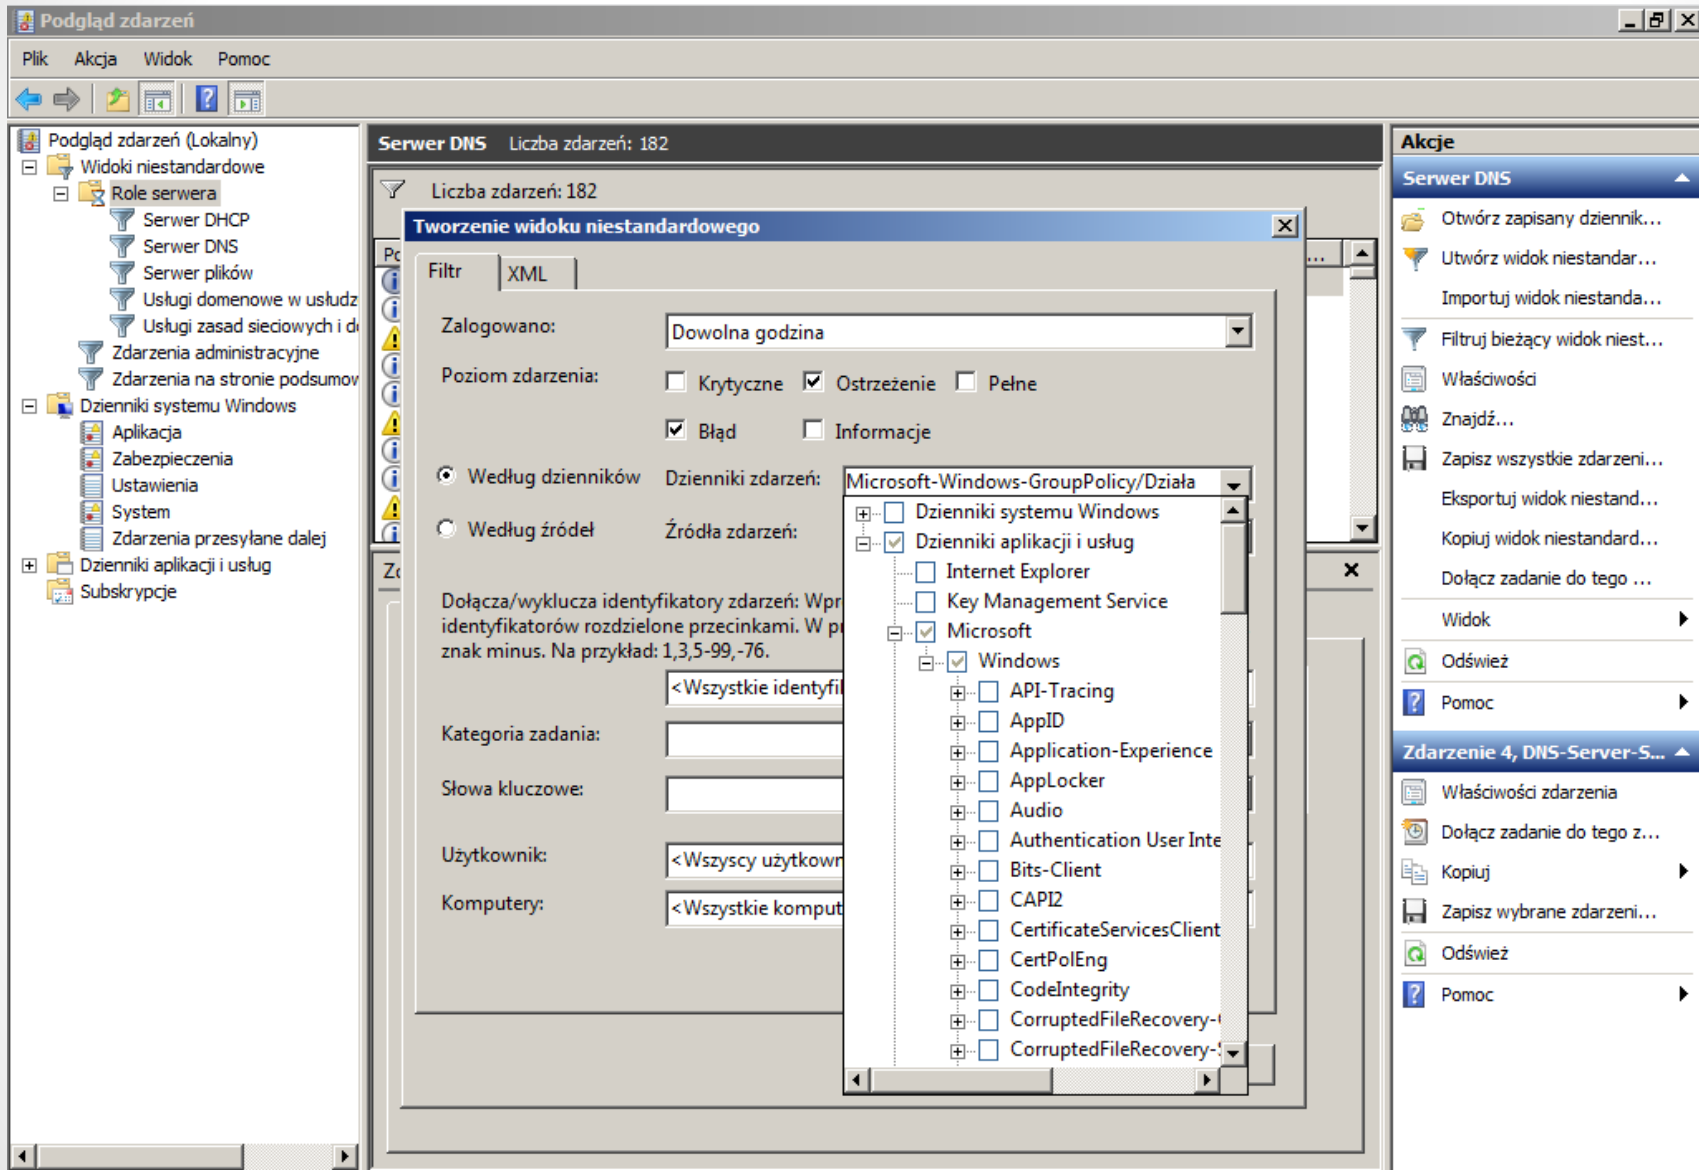 Podgląd zdarzeń
Plik Akcja Widok Pomoc
Podgląd zdarzeń (Lokalny)
Widoki niestandardowe
Role serwera
Serwer DHCP
Serwer DNS
Serwer plików
Usługi domenowe w usłudz
Usługi zasad sieciowych i d
Zdarzenia administracyjne
Zdarzenia na stronie podsumow
Dzienniki systemu Windows
Aplikacja
Zabezpieczenia
Ustawienia
System
Zdarzenia przesyłane dalej
Dzienniki aplikacji i usług
Subskrypcje
Serwer DNS Liczba zdarzeń: 182
Liczba zdarzeń: 182
Tworzenie widoku niestandardowego
Filtr XML
Zalogowano: Dowolna godzina
Poziom zdarzenia: Krytyczne Ostrzeżenie Pełne
Błąd Informacje
Według dzienników Dzienniki zdarzeń: Microsoft-Windows-GroupPolicy/Działa
Według źródeł Źródła zdarzeń:
Dołącza/wyklucza identyfikatory zdarzeń: Wpr
identyfikatorów rozdzielone przecinkami. W p
znak minus. Na przykład: 1,3,5-99,-76.
<Wszystkie identyfi
Kategoria zadania:
Słowa kluczowe:
Użytkownik: <Wszyscy użytkown
Komputery: <Wszystkie komput
Dzienniki systemu Windows
Dzienniki aplikacji i usług
Internet Explorer
Key Management Service
Microsoft
Windows
API-Tracing
AppID
Application-Experience
AppLocker
Audio
Authentication User Inte
Bits-Client
CAPI2
CertificateServicesClient
CertPolEng
CodeIntegrity
CorruptedFileRecovery-
CorruptedFileRecovery-
Akcje
Serwer DNS
Otwórz zapisany dziennik...
Utwórz widok niestandar...
Importuj widok niestanda...
Filtruj bieżący widok niest...
Właściwości
Znajdź...
Zapisz wszystkie zdarzeni...
Eksportuj widok niestand...
Kopiuj widok niestandard...
Dołącz zadanie do tego ...
Widok
Odśwież
Pomoc
Zdarzenie 4, DNS-Server-S...
Właściwości zdarzenia
Dołącz zadanie do tego z...
Kopiuj
Zapisz wybrane zdarzeni...
Odśwież
Pomoc